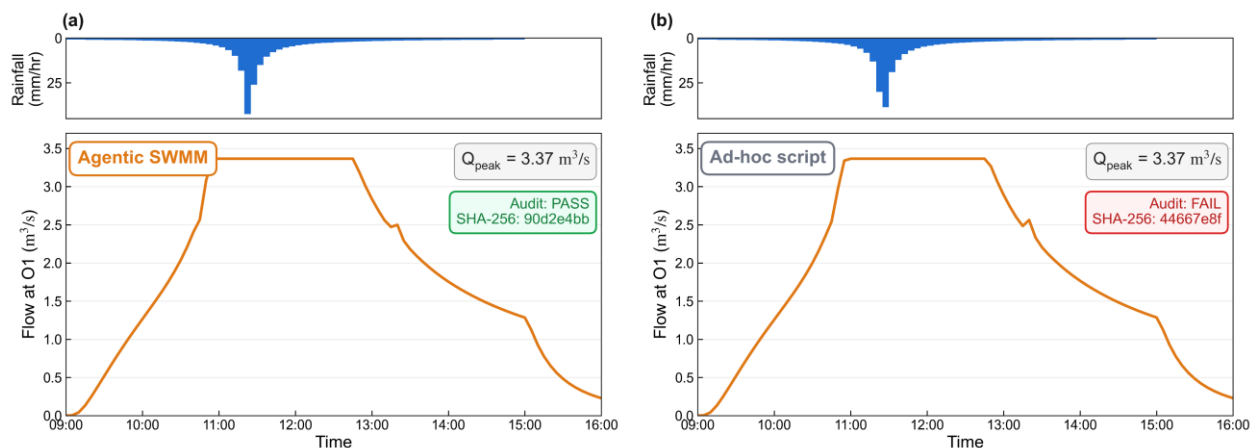 (a)
0
25
Rainfall
(mm/hr)
Agentic SWMM
Q_peak = 3.37 m³/s
Audit: PASS
SHA-256: 90d2e4bb
3.5
3.0
2.5
2.0
1.5
1.0
0.5
0.0
Flow at O1 (m³/s)
09:00 10:00 11:00 12:00 13:00 14:00 15:00 16:00
Time
(b)
0
25
Rainfall
(mm/hr)
Ad-hoc script
Q_peak = 3.37 m³/s
Audit: FAIL
SHA-256: 44667e8f
3.5
3.0
2.5
2.0
1.5
1.0
0.5
0.0
Flow at O1 (m³/s)
09:00 10:00 11:00 12:00 13:00 14:00 15:00 16:00
Time